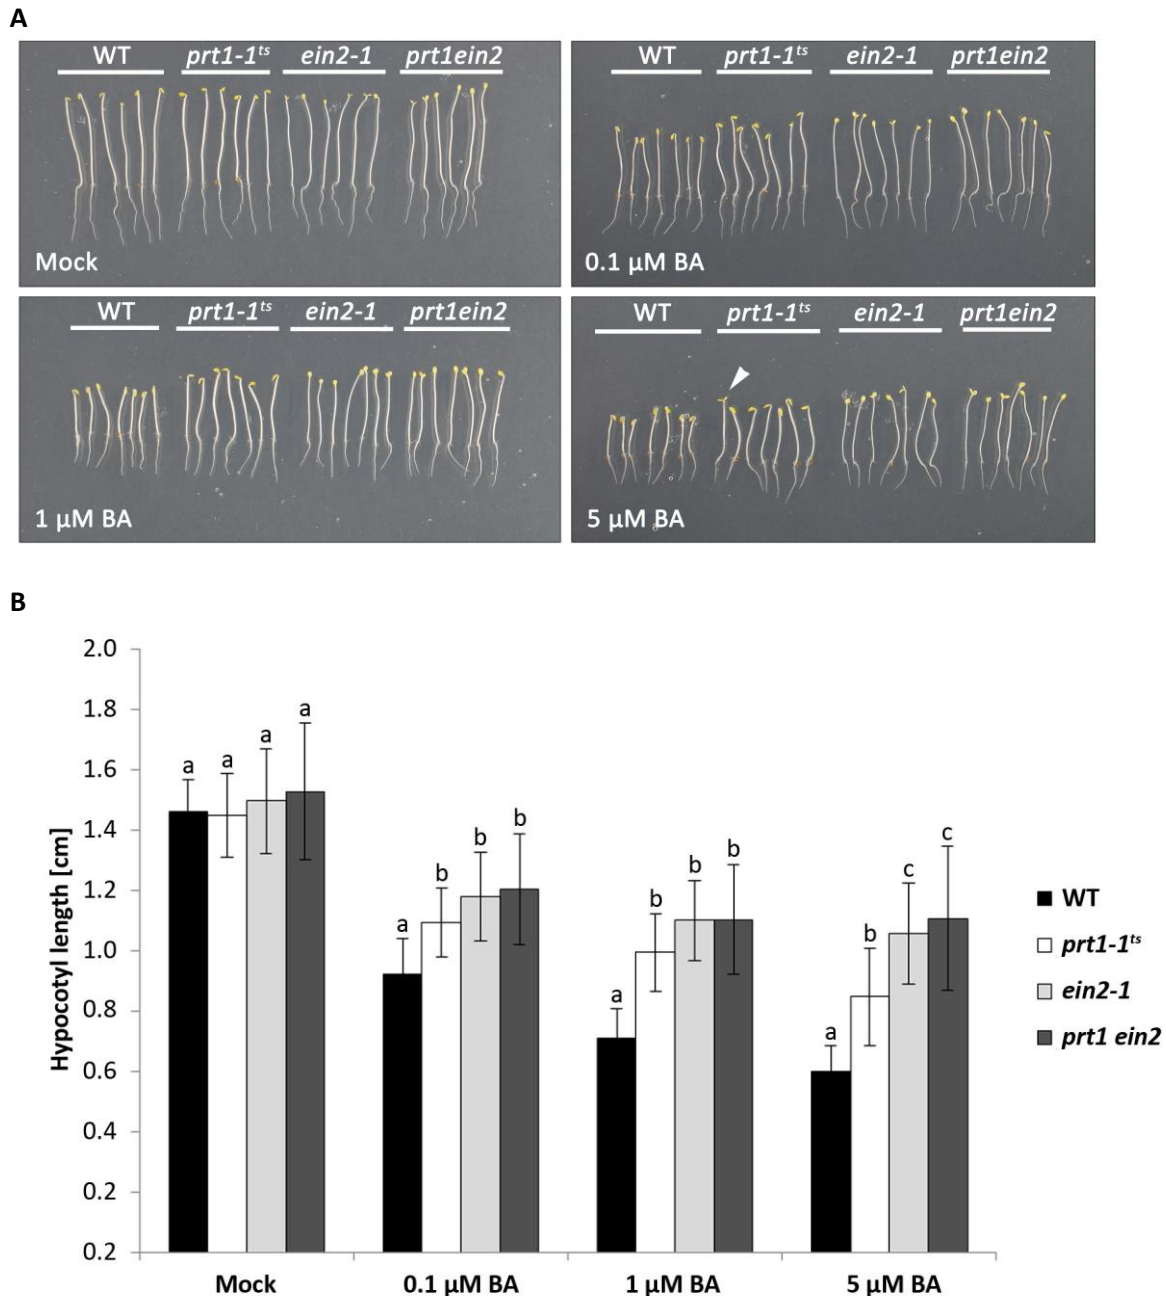 A
WT prt1-1ts ein2-1 prt1ein2
Mock
WT prt1-1ts ein2-1 prt1ein2
0.1 µM BA
WT prt1-1ts ein2-1 prt1ein2
1 µM BA
WT prt1-1ts ein2-1 prt1ein2
5 µM BA
B
Hypocotyl length [cm]
2.0
1.8
1.6
1.4
1.2
1.0
0.8
0.6
0.4
0.2
0.2
a a a a
a b b b
a b b b
a b c c
Mock 0.1 µM BA 1 µM BA 5 µM BA
WT
prt1-1ts
ein2-1
prt1 ein2